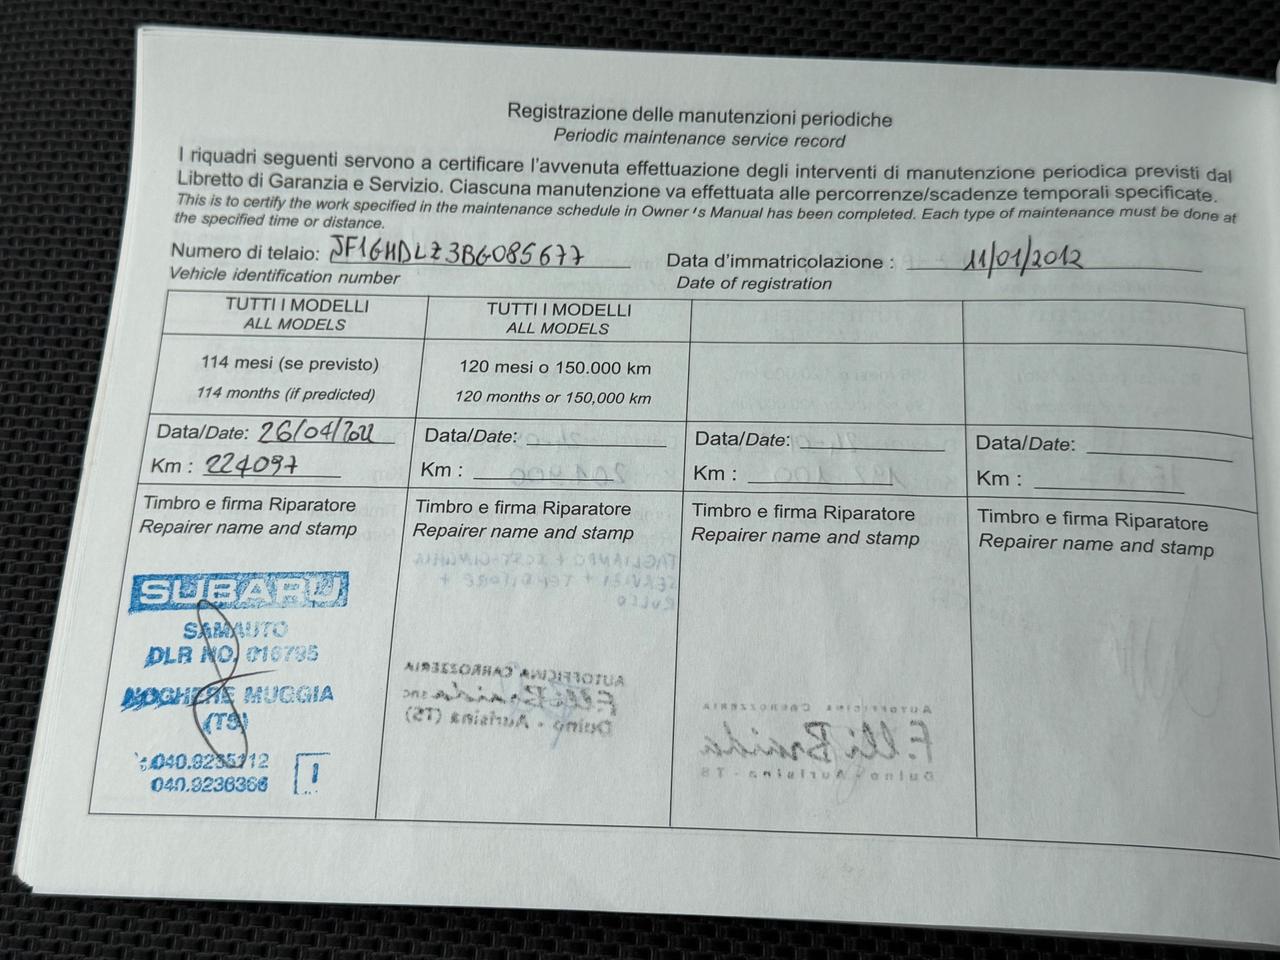 Registrazione delle manutenzioni periodiche
Periodic maintenance service record
I riquadri seguenti servono a certificare l'avvenuta effettuazione degli interventi di manutenzione periodica previsti dal
Libretto di Garanzia e Servizio. Ciascuna manutenzione va effettuata alle percorrenze/scadenze temporali specificate.
This is to certify the work specified in the maintenance schedule in Owner's Manual has been completed. Each type of maintenance must be done at
the specified time or distance.
Numero di telaio: JF1GHDLZ3BG085677 Data d'immatricolazione : 11/01/2012
Vehicle identification number Date of registration
TUTTI I MODELLI
ALL MODELS
114 mesi (se previsto)
114 months (if predicted)
Data/Date: 26/04/2022
Km : 224097
Timbro e firma Riparatore
Repairer name and stamp
SUBARU
SAMAUTO
DLR NO. 016795
NOGHERE MUGGIA
(TS)
040.9235112
040.9236366
TUTTI I MODELLI
ALL MODELS
120 mesi o 150.000 km
120 months or 150,000 km
Data/Date:
Km :
Timbro e firma Riparatore
Repairer name and stamp
Data/Date:
Km :
Timbro e firma Riparatore
Repairer name and stamp
Data/Date:
Km :
Timbro e firma Riparatore
Repairer name and stamp